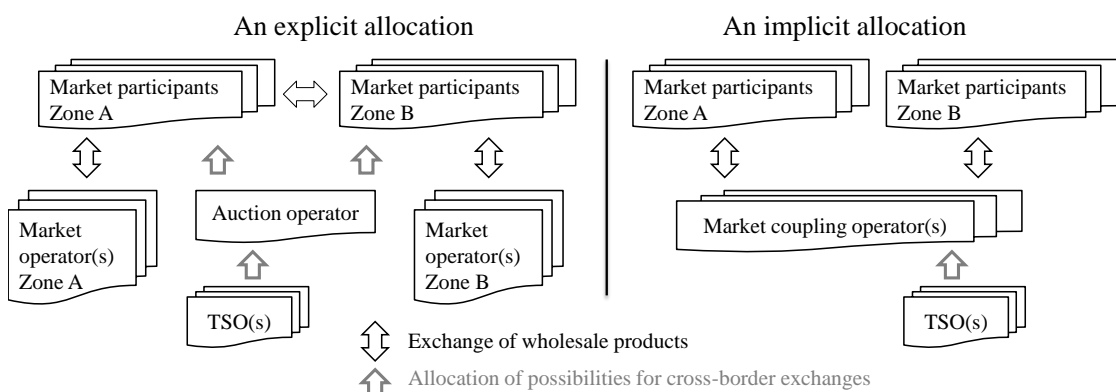 An explicit allocation
Market participants
Zone A
Market participants
Zone B
Auction operator
Market
operator(s)
Zone A
Market
operator(s)
Zone B
TSO(s)
An implicit allocation
Market participants
Zone A
Market participants
Zone B
Market coupling operator(s)
TSO(s)
Exchange of wholesale products
Allocation of possibilities for cross-border exchanges